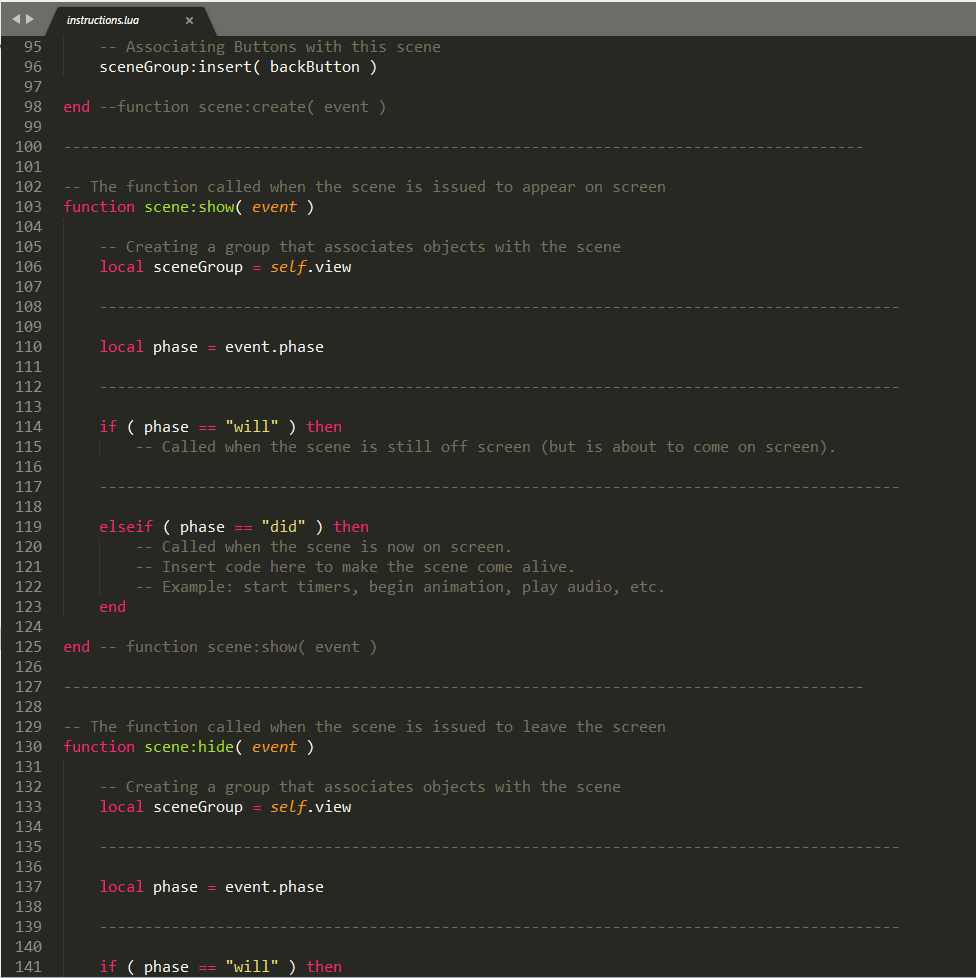 instructions.lua
95 -- Associating Buttons with this scene
96 sceneGroup:insert( backButton )
97
98 end --function scene:create( event )
99
100 -----------------------------------------------------------------------------------------
101
102 -- The function called when the scene is issued to appear on screen
103 function scene:show( event )
104
105 -- Creating a group that associates objects with the scene
106 local sceneGroup = self.view
107
108 -----------------------------------------------------------------------------------------
109
110 local phase = event.phase
111
112 -----------------------------------------------------------------------------------------
113
114 if ( phase == "will" ) then
115 -- Called when the scene is still off screen (but is about to come on screen).
116
117 -----------------------------------------------------------------------------------------
118
119 elseif ( phase == "did" ) then
120 -- Called when the scene is now on screen.
121 -- Insert code here to make the scene come alive.
122 -- Example: start timers, begin animation, play audio, etc.
123 end
124
125 end -- function scene:show( event )
126
127 -----------------------------------------------------------------------------------------
128
129 -- The function called when the scene is issued to leave the screen
130 function scene:hide( event )
131
132 -- Creating a group that associates objects with the scene
133 local sceneGroup = self.view
134
135 -----------------------------------------------------------------------------------------
136
137 local phase = event.phase
138
139 -----------------------------------------------------------------------------------------
140
141 if ( phase == "will" ) then